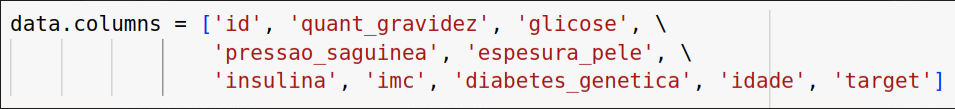 data.columns = ['id', 'quant_gravidez', 'glicose', \
'pressao_saguinea', 'espesura_pele', \
'insulina', 'imc', 'diabetes_genetica', 'idade', 'target']